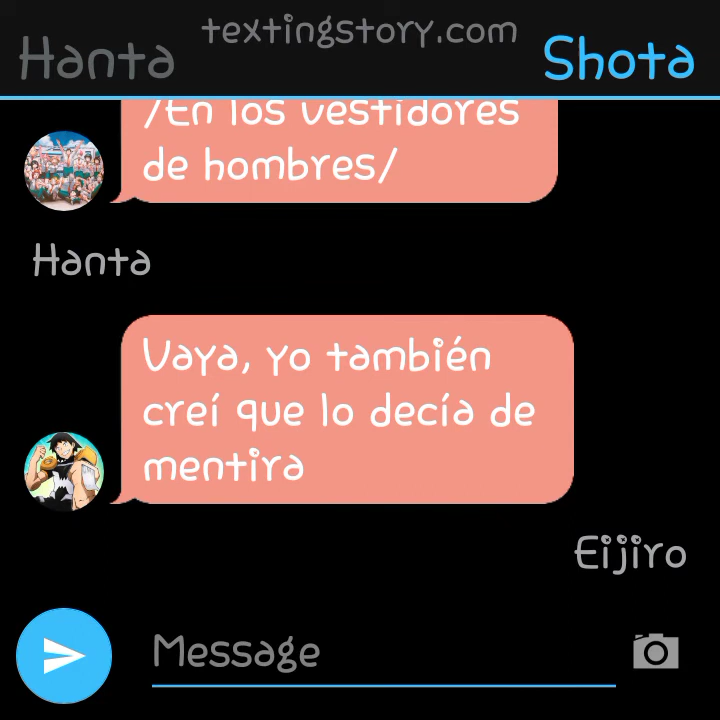 textingstory.com
Hanta
Shota
/En los vestidores
de hombres/
Hanta
Vaya, yo también
creí que lo decía de
mentira
Eijiro
Message